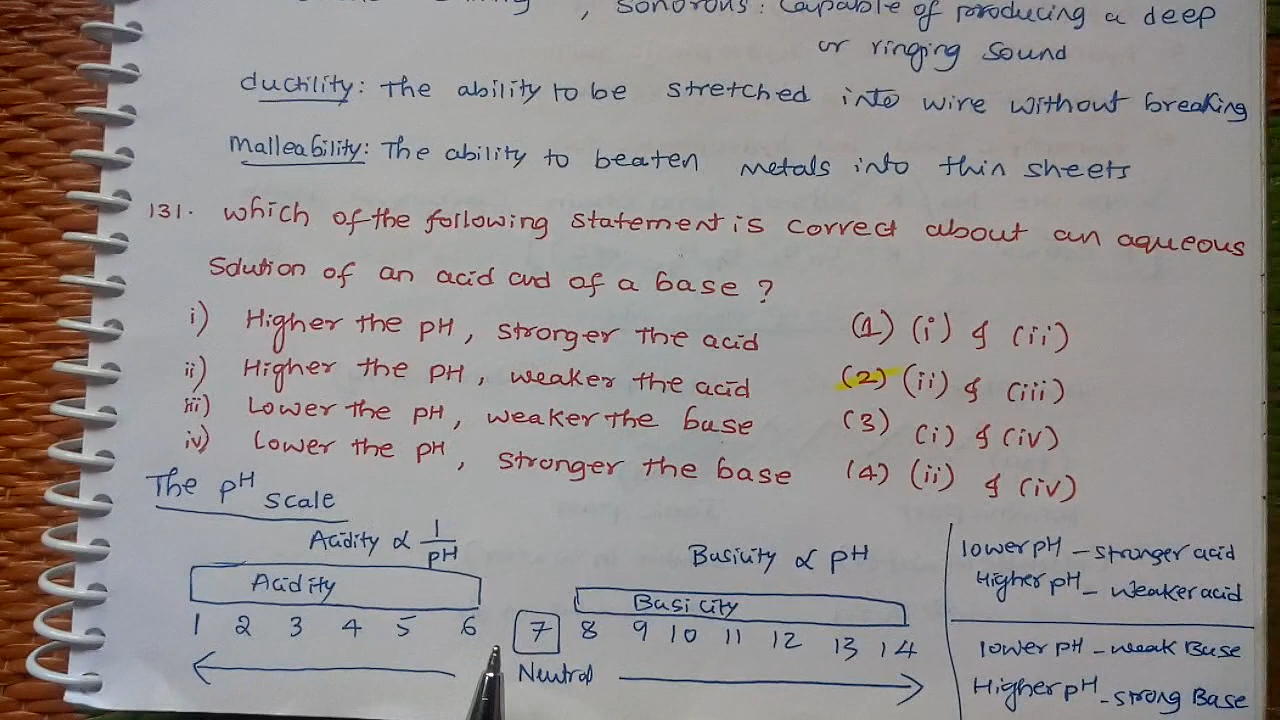 , sonorous: Capable of producing a deep
or ringing Sound
ductility: the ability to be stretched into wire without breaking
Malleability: The ability to beaten metals into thin sheets
131. Which of the following statement is correct about an aqueous
Solution of an acid and of a base?
i) Higher the pH, stronger the acid (1) (i) & (iii)
ii) Higher the pH, weaker the acid (2) (ii) & (iii)
iii) Lower the pH, weaker the base (3) (i) & (iv)
iv) Lower the pH, stronger the base (4) (ii) & (iv)
The pH scale
Acidity ∝ 1/pH
Basicity ∝ pH
Acidity
Basicity
1 2 3 4 5 6 7 8 9 10 11 12 13 14
Neutral
lower pH - stronger acid
Higher pH - weaker acid
lower pH - weak Base
Higher pH - strong Base